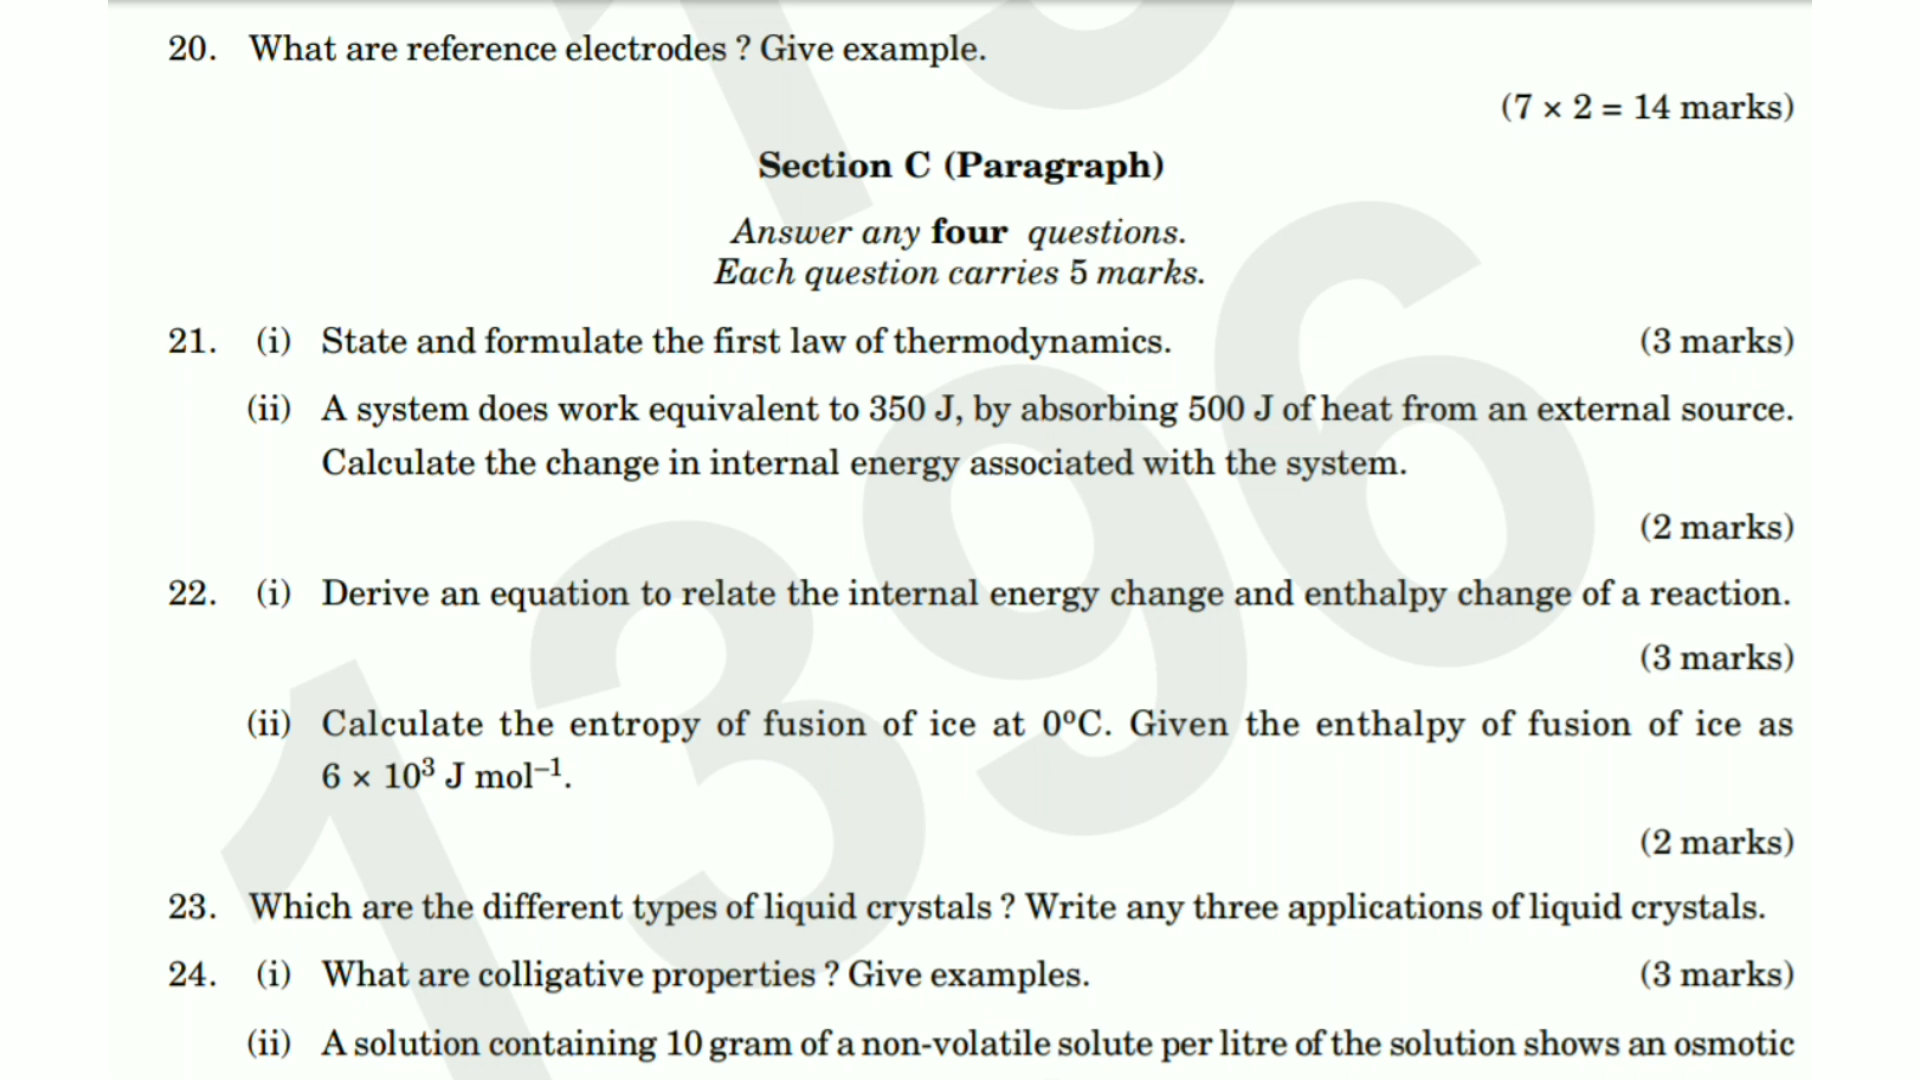 20. What are reference electrodes ? Give example.
(7 × 2 = 14 marks)
Section C (Paragraph)
Answer any four questions.
Each question carries 5 marks.
21. (i) State and formulate the first law of thermodynamics. (3 marks)
(ii) A system does work equivalent to 350 J, by absorbing 500 J of heat from an external source.
Calculate the change in internal energy associated with the system.
(2 marks)
22. (i) Derive an equation to relate the internal energy change and enthalpy change of a reaction.
(3 marks)
(ii) Calculate the entropy of fusion of ice at 0°C. Given the enthalpy of fusion of ice as
6 × 10³ J mol⁻¹.
(2 marks)
23. Which are the different types of liquid crystals ? Write any three applications of liquid crystals.
24. (i) What are colligative properties ? Give examples. (3 marks)
(ii) A solution containing 10 gram of a non-volatile solute per litre of the solution shows an osmotic
1396